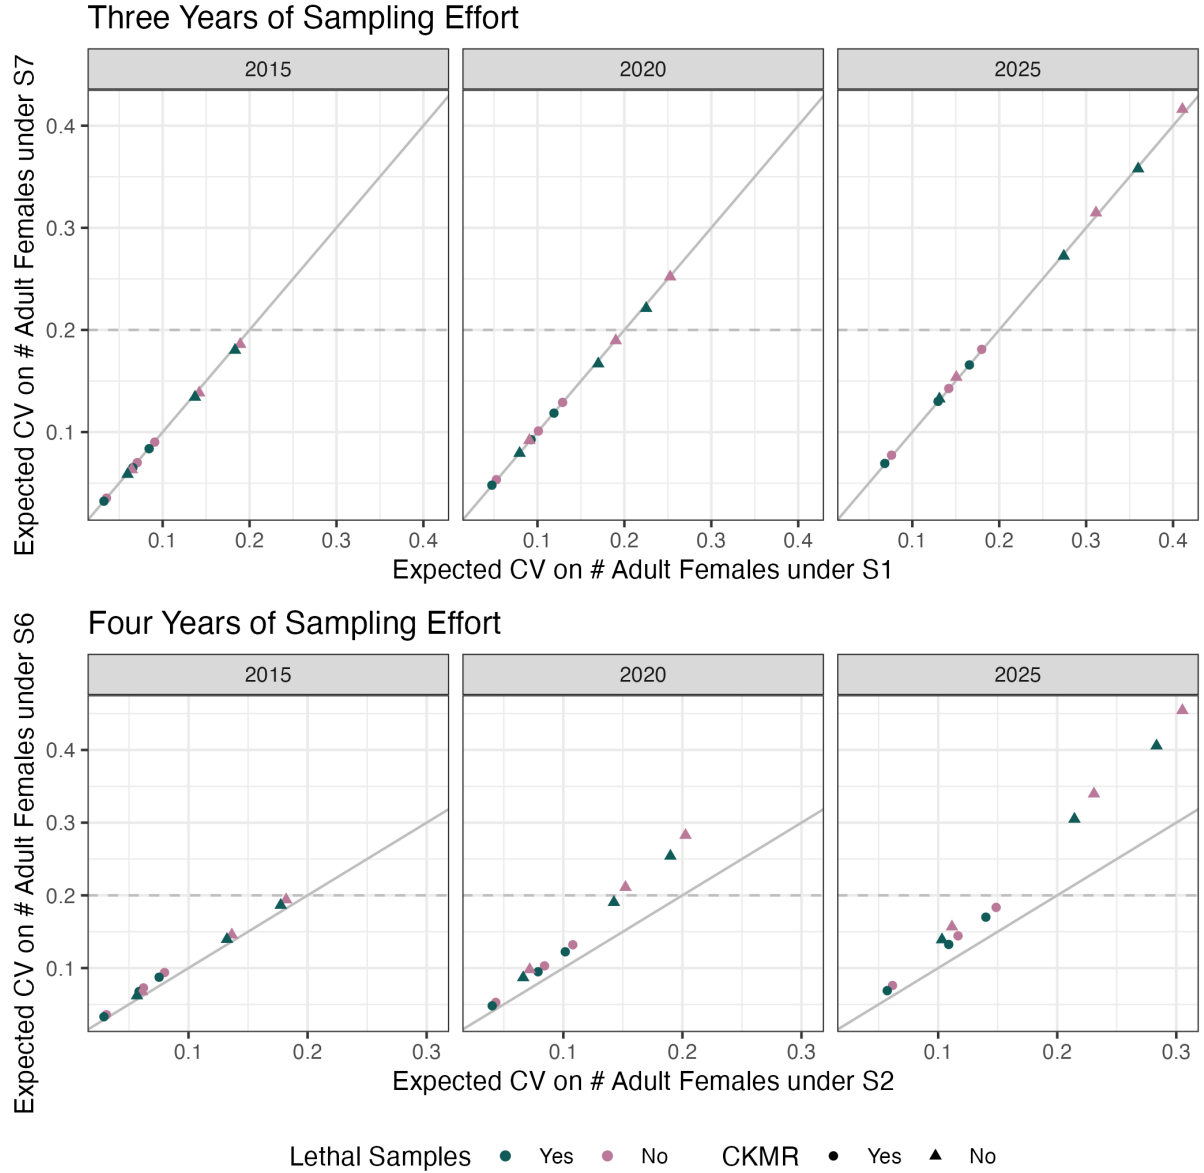 Three Years of Sampling Effort
2015 2020 2025
Expected CV on # Adult Females under S7
0.4
0.3
0.2
0.1
0.1 0.2 0.3 0.4 0.1 0.2 0.3 0.4 0.1 0.2 0.3 0.4
Expected CV on # Adult Females under S1
Four Years of Sampling Effort
2015 2020 2025
Expected CV on # Adult Females under S6
0.4
0.3
0.2
0.1
0.1 0.2 0.3 0.1 0.2 0.3 0.1 0.2 0.3
Expected CV on # Adult Females under S2
Lethal Samples Yes No CKMR Yes No